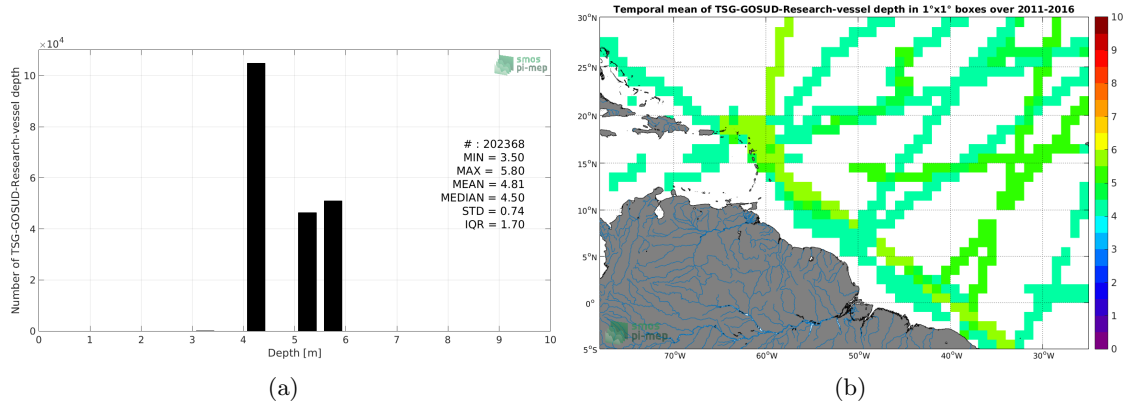 ×10⁴
10
8
6
4
2
0
Number of TSG-GOSUD-Research-vessel depth
smos
pi-mep
# : 202368
MIN = 3.50
MAX = 5.80
MEAN = 4.81
MEDIAN = 4.50
STD = 0.74
IQR = 1.70
0 1 2 3 4 5 6 7 8 9 10
Depth [m]
(a)
Temporal mean of TSG-GOSUD-Research-vessel depth in 1°x1° boxes over 2011-2016
30°N
25°N
20°N
15°N
10°N
5°N
0°
5°S
smos
pi-mep
70°W 60°W 50°W 40°W 30°W
10
9
8
7
6
5
4
3
2
1
0
(b)